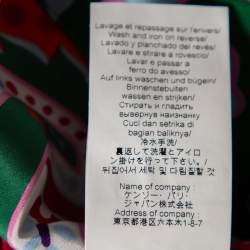 Lavage et repassage sur l'envers/
Wash and iron on reverse/
Lavado y planchado del revés/
Lavare e stirare a rovescio/
Lavar e passar a
ferro do avesso/
Auf links waschen und bügeln/
Binnenstebuiten
wassen en strijken/
Стирать и гладить
вывернув наизнанку
Cuci dan setrika di
bagian baliknya/
冷水手洗/
裏返して洗濯とアイロ
ン掛けを行って下さい。/
뒤집어서 세탁 및 다림질할 것
Name of company :
ケンゾー・パリ・
ジャパン株式会社
Address of company :
東京都港区六本木1-8-7